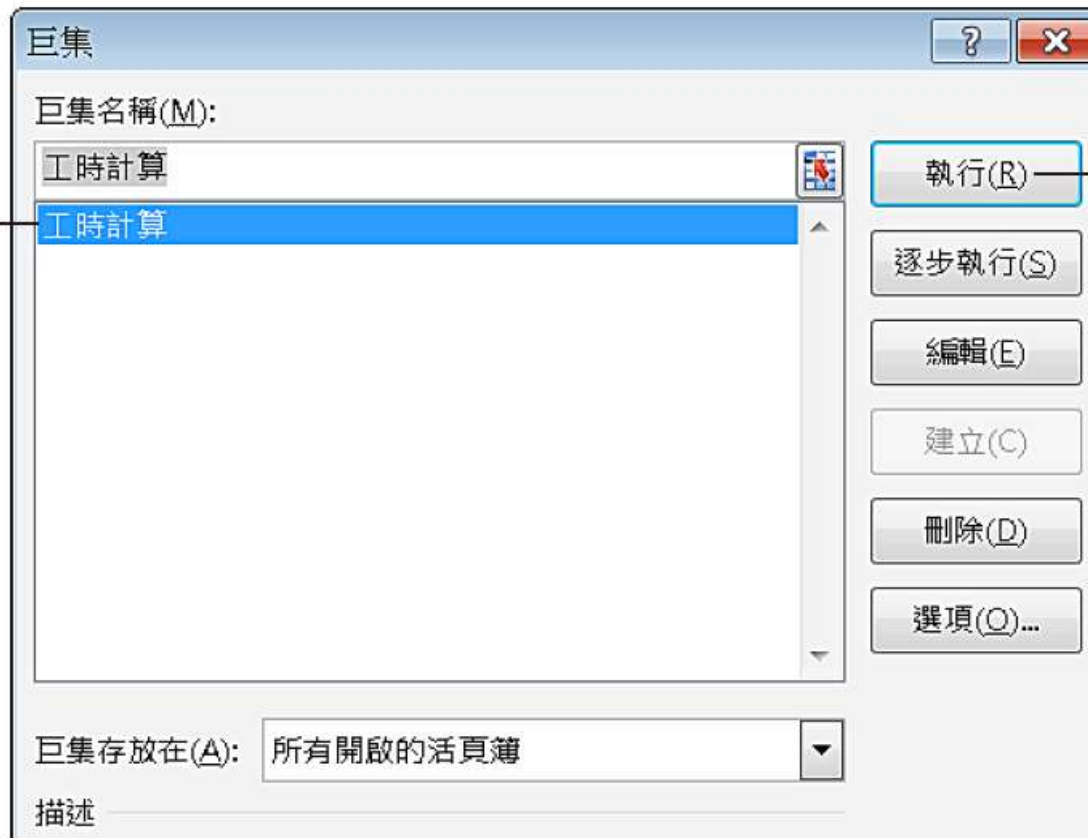 巨集
巨集名稱(M):
工時計算
工時計算
執行(R)
逐步執行(S)
編輯(E)
建立(C)
刪除(D)
選項(O)...
巨集存放在(A):
所有開啟的活頁簿
描述